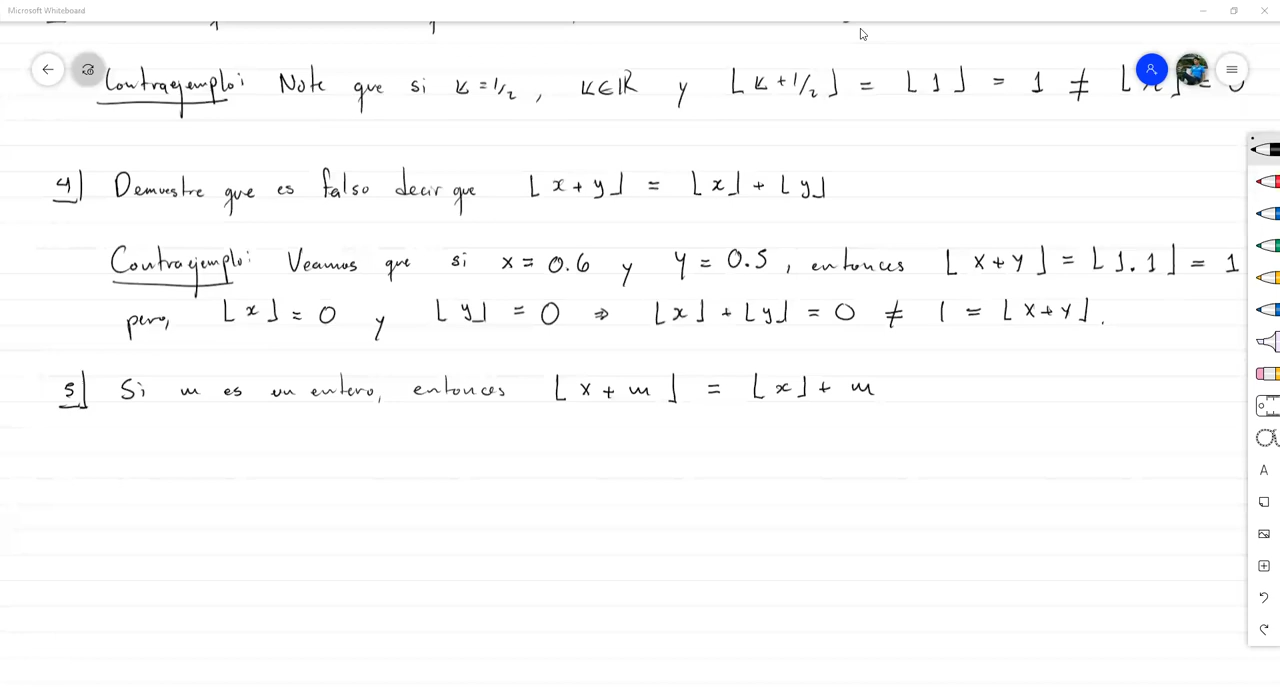 Microsoft Whiteboard
Contraejemplo: Note que si k = 1/2, k∈ℝ y ⌊k + 1/2⌋ = ⌊1⌋ = 1 ≠
4) Demuestre que es falso decir que ⌊x + y⌋ = ⌊x⌋ + ⌊y⌋
Contraejemplo: Veamos que si x = 0.6 y y = 0.5, entonces ⌊x + y⌋ = ⌊1.1⌋ = 1
pero, ⌊x⌋ = 0 y ⌊y⌋ = 0 ⇒ ⌊x⌋ + ⌊y⌋ = 0 ≠ 1 = ⌊x + y⌋.
5) Si m es un entero, entonces ⌊x + m⌋ = ⌊x⌋ + m